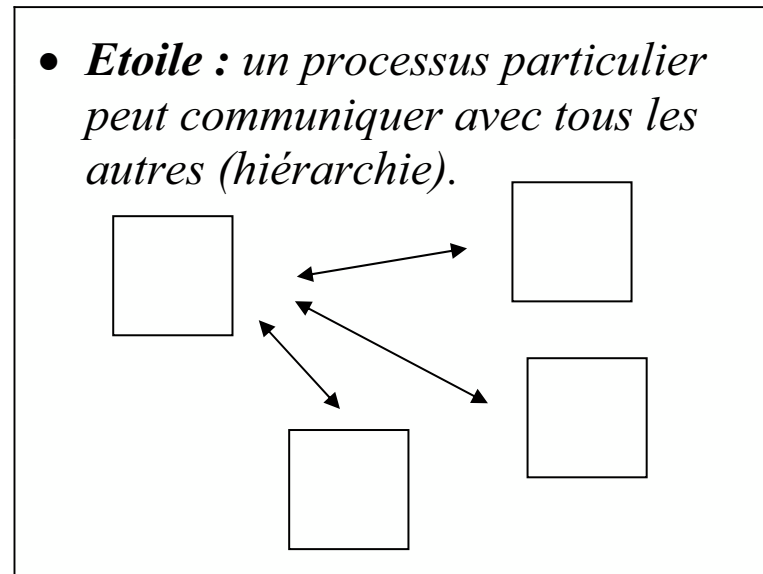 • Etoile : un processus particulier
peut communiquer avec tous les
autres (hiérarchie).